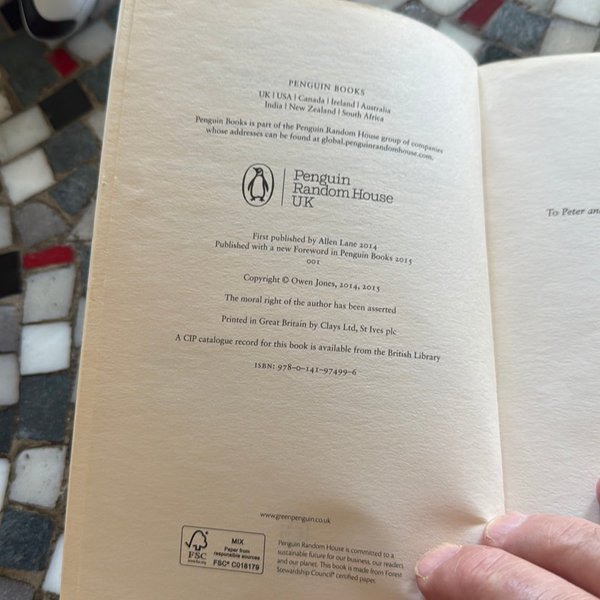 PENGUIN BOOKS
UK | USA | Canada | Ireland | Australia
India | New Zealand | South Africa
Penguin Books is part of the Penguin Random House group of companies
whose addresses can be found at global.penguinrandomhouse.com.
Penguin
Random House
UK
First published by Allen Lane 2014
Published with a new Foreword in Penguin Books 2015
001
Copyright © Owen Jones, 2014, 2015
The moral right of the author has been asserted
Printed in Great Britain by Clays Ltd, St Ives plc
A CIP catalogue record for this book is available from the British Library
ISBN: 978-0-141-97499-6
www.greenpenguin.co.uk
FSC
MIX
Paper from
responsible sources
FSC® C018179
Penguin Random House is committed to a
sustainable future for our business, our readers
and our planet. This book is made from Forest
Stewardship Council® certified paper.
To Peter